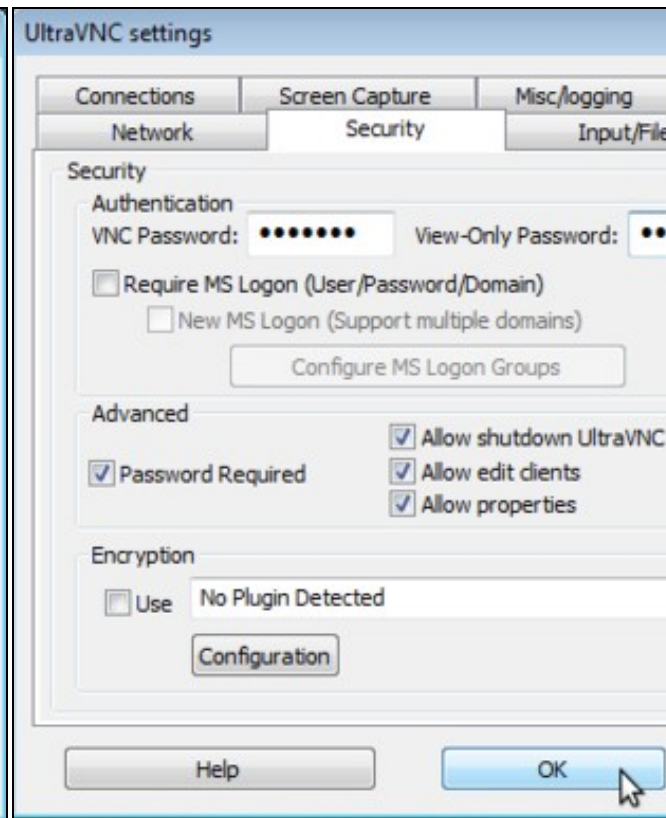 UltraVNC settings
Connections Screen Capture Misc/logging
Network Security Input/File
Security
Authentication
VNC Password: ●●●●●●● View-Only Password: ●●
Require MS Logon (User/Password/Domain)
New MS Logon (Support multiple domains)
Configure MS Logon Groups
Advanced
Allow shutdown UltraVNC
Password Required Allow edit clients
Allow properties
Encryption
Use No Plugin Detected
Configuration
Help OK